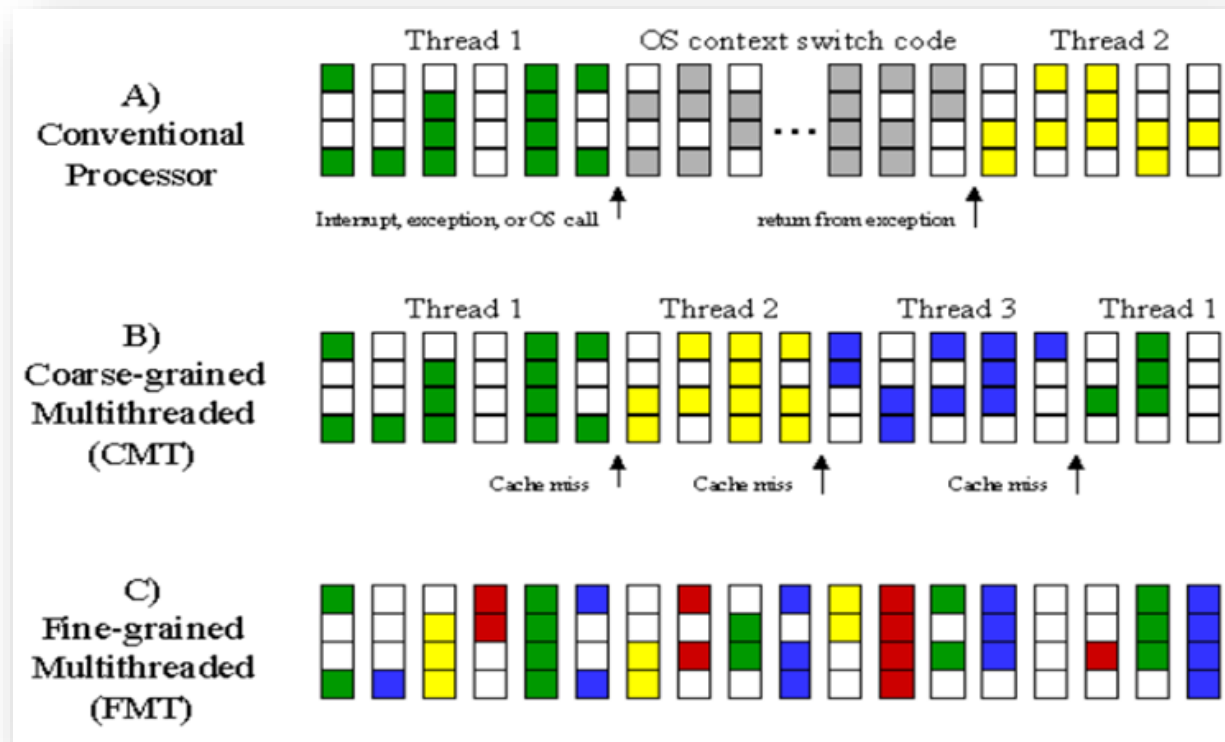 Thread 1 OS context switch code Thread 2
A)
Conventional
Processor
...
Interrupt, exception, or OS call return from exception
Thread 1 Thread 2 Thread 3 Thread 1
B)
Coarse-grained
Multithreaded
(CMT)
Cache miss Cache miss Cache miss
C)
Fine-grained
Multithreaded
(FMT)